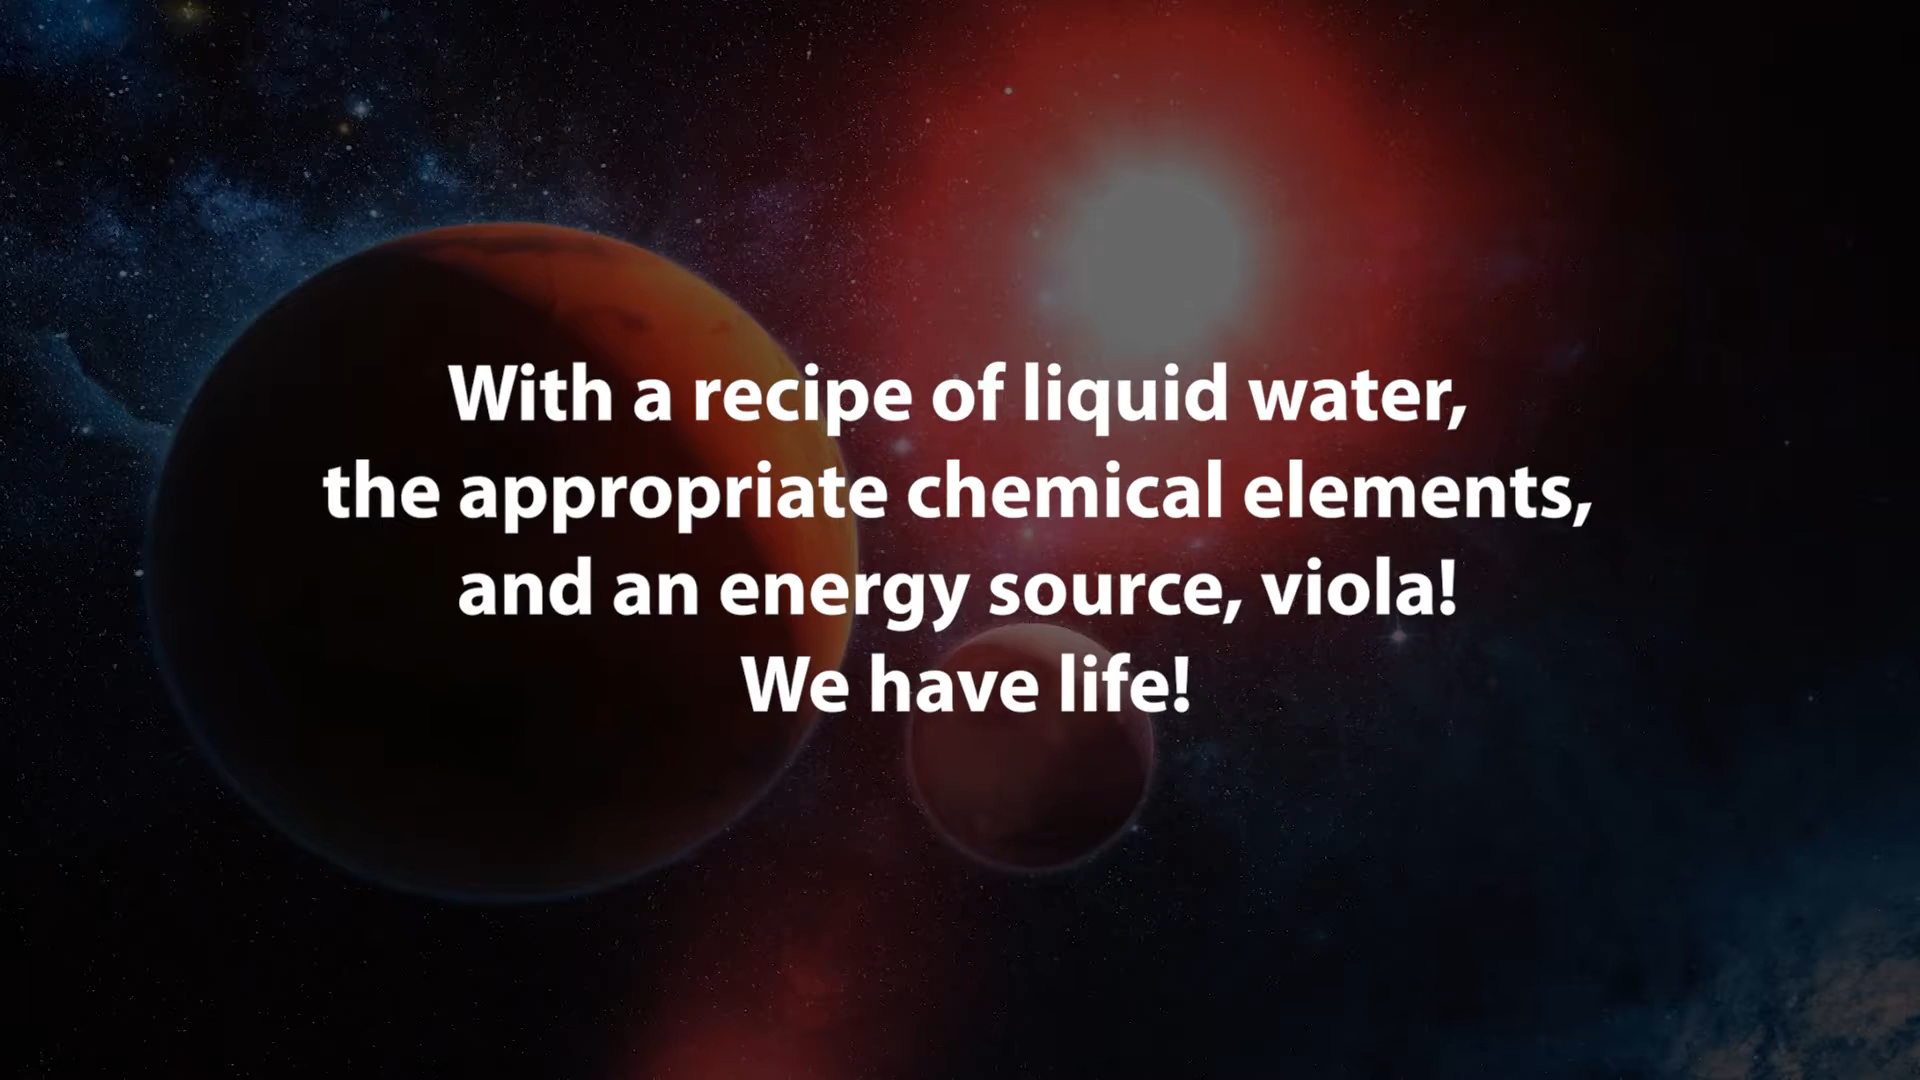 With a recipe of liquid water,
the appropriate chemical elements,
and an energy source, viola!
We have life!